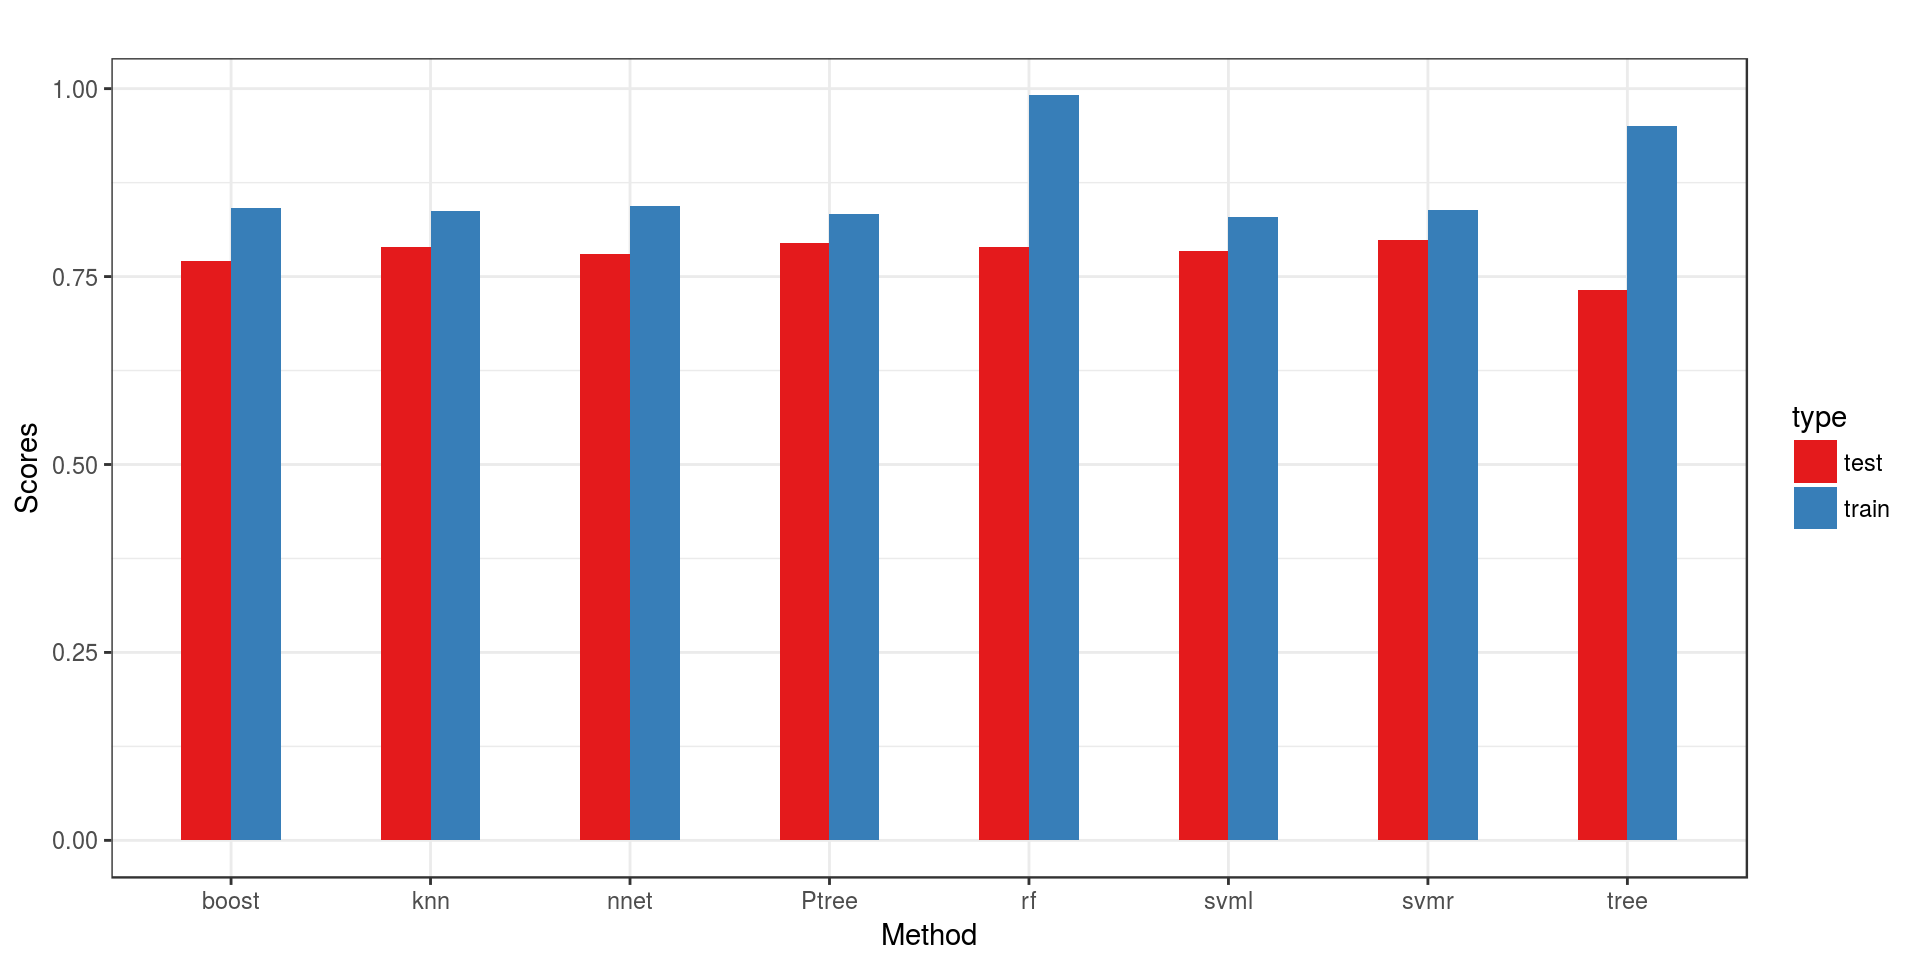 1.00
0.75
0.50
0.25
0.00
Scores
boost knn nnet Ptree rf svml svmr tree
Method
type
test
train